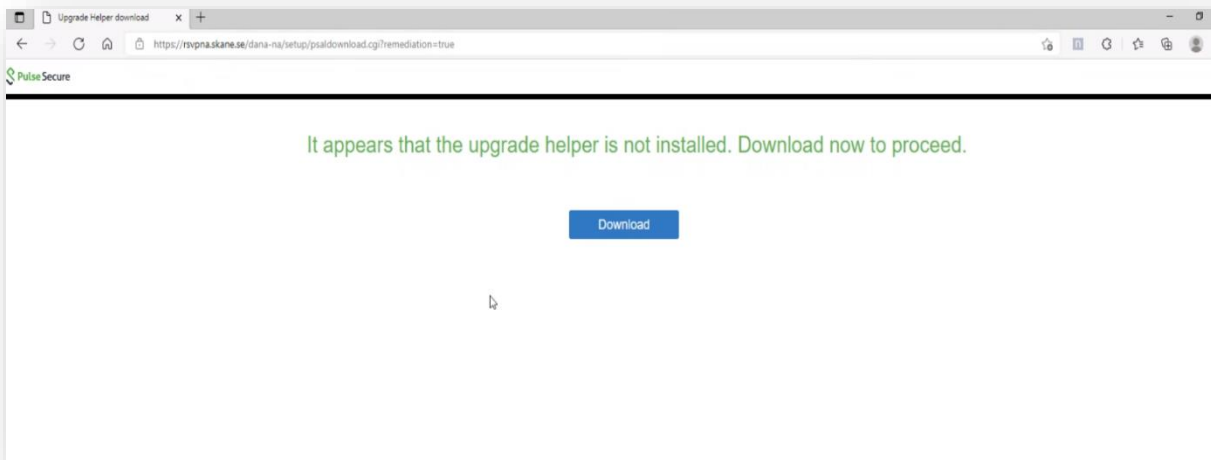 Upgrade Helper download
https://rsvpna.skane.se/dana-na/setup/psaldownload.cgi?remediation=true
Pulse Secure
It appears that the upgrade helper is not installed. Download now to proceed.
Download